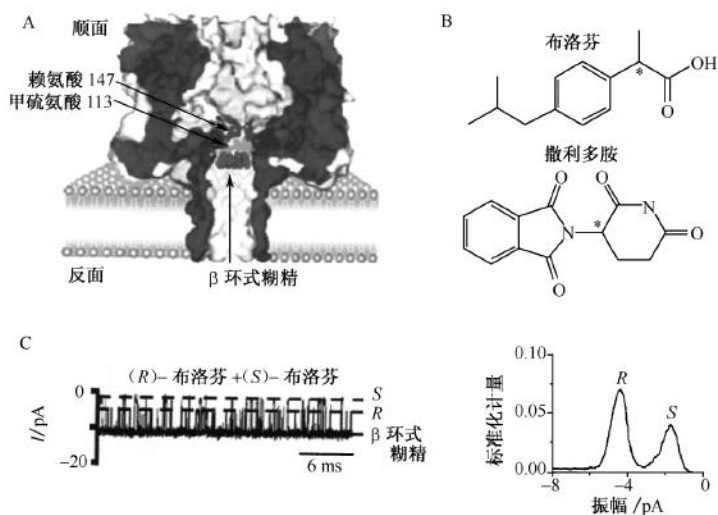 A
顺面
赖氨酸 147
甲硫氨酸 113
反面
β 环式糊精
B
布洛芬
*
OH
O
撒利多胺
O
O
N
N
*
O
O
C
(R)- 布洛芬 +(S)- 布洛芬
0
S
R
I/pA
β 环式
糊精
-20
6 ms
0.10
R
标准化计量
0.05
S
0.00
-8
-4
0
振幅 /pA